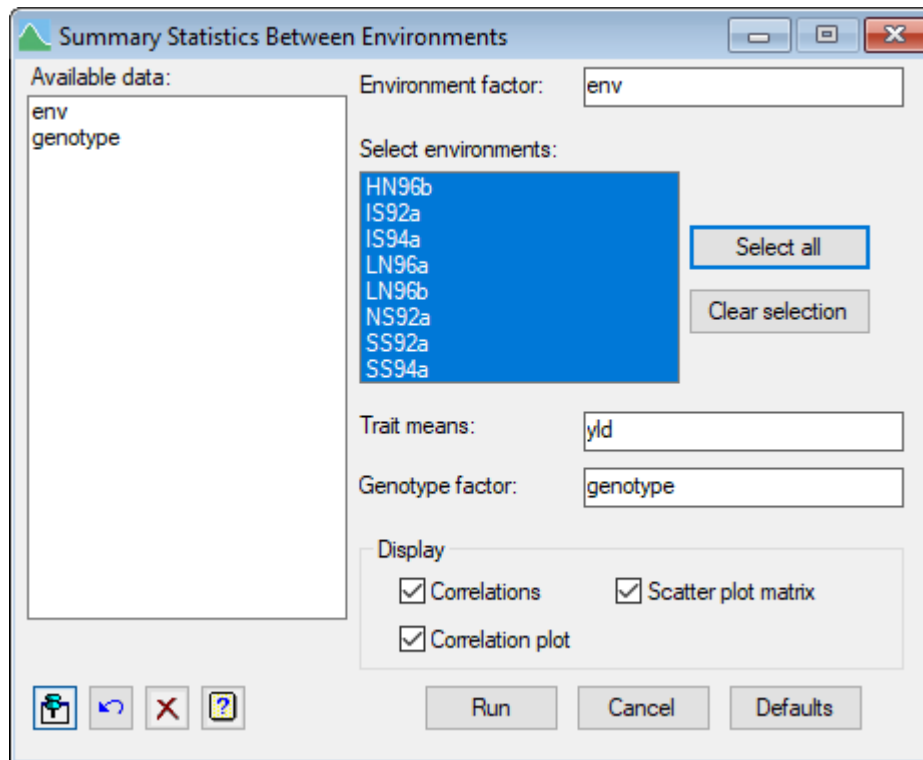 Summary Statistics Between Environments
Available data:
env
genotype
Environment factor:
env
Select environments:
HN96b
IS92a
IS94a
LN96a
LN96b
NS92a
SS92a
SS94a
Select all
Clear selection
Trait means:
yld
Genotype factor:
genotype
Display
Correlations
Scatter plot matrix
Correlation plot
?
Run
Cancel
Defaults